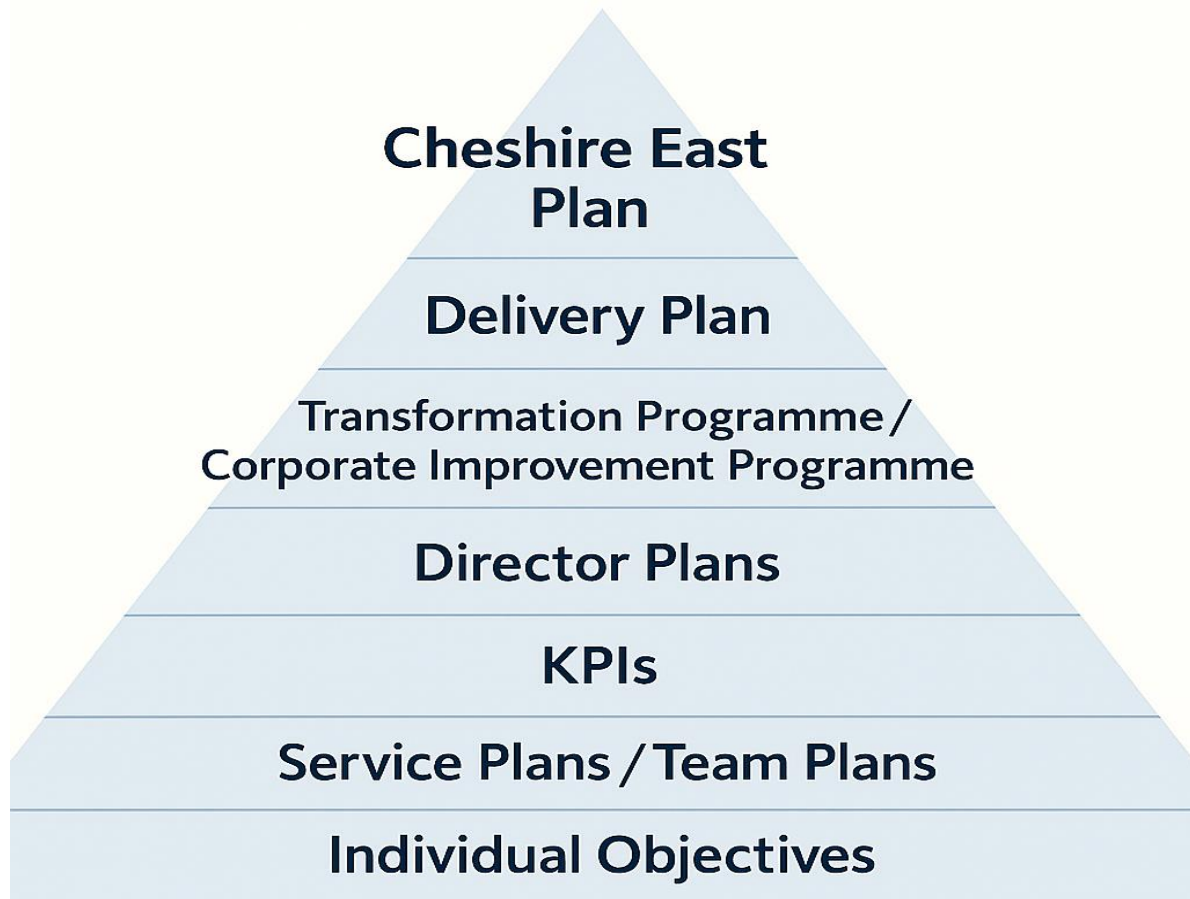 Cheshire East
Plan
Delivery Plan
Transformation Programme /
Corporate Improvement Programme
Director Plans
KPIs
Service Plans / Team Plans
Individual Objectives